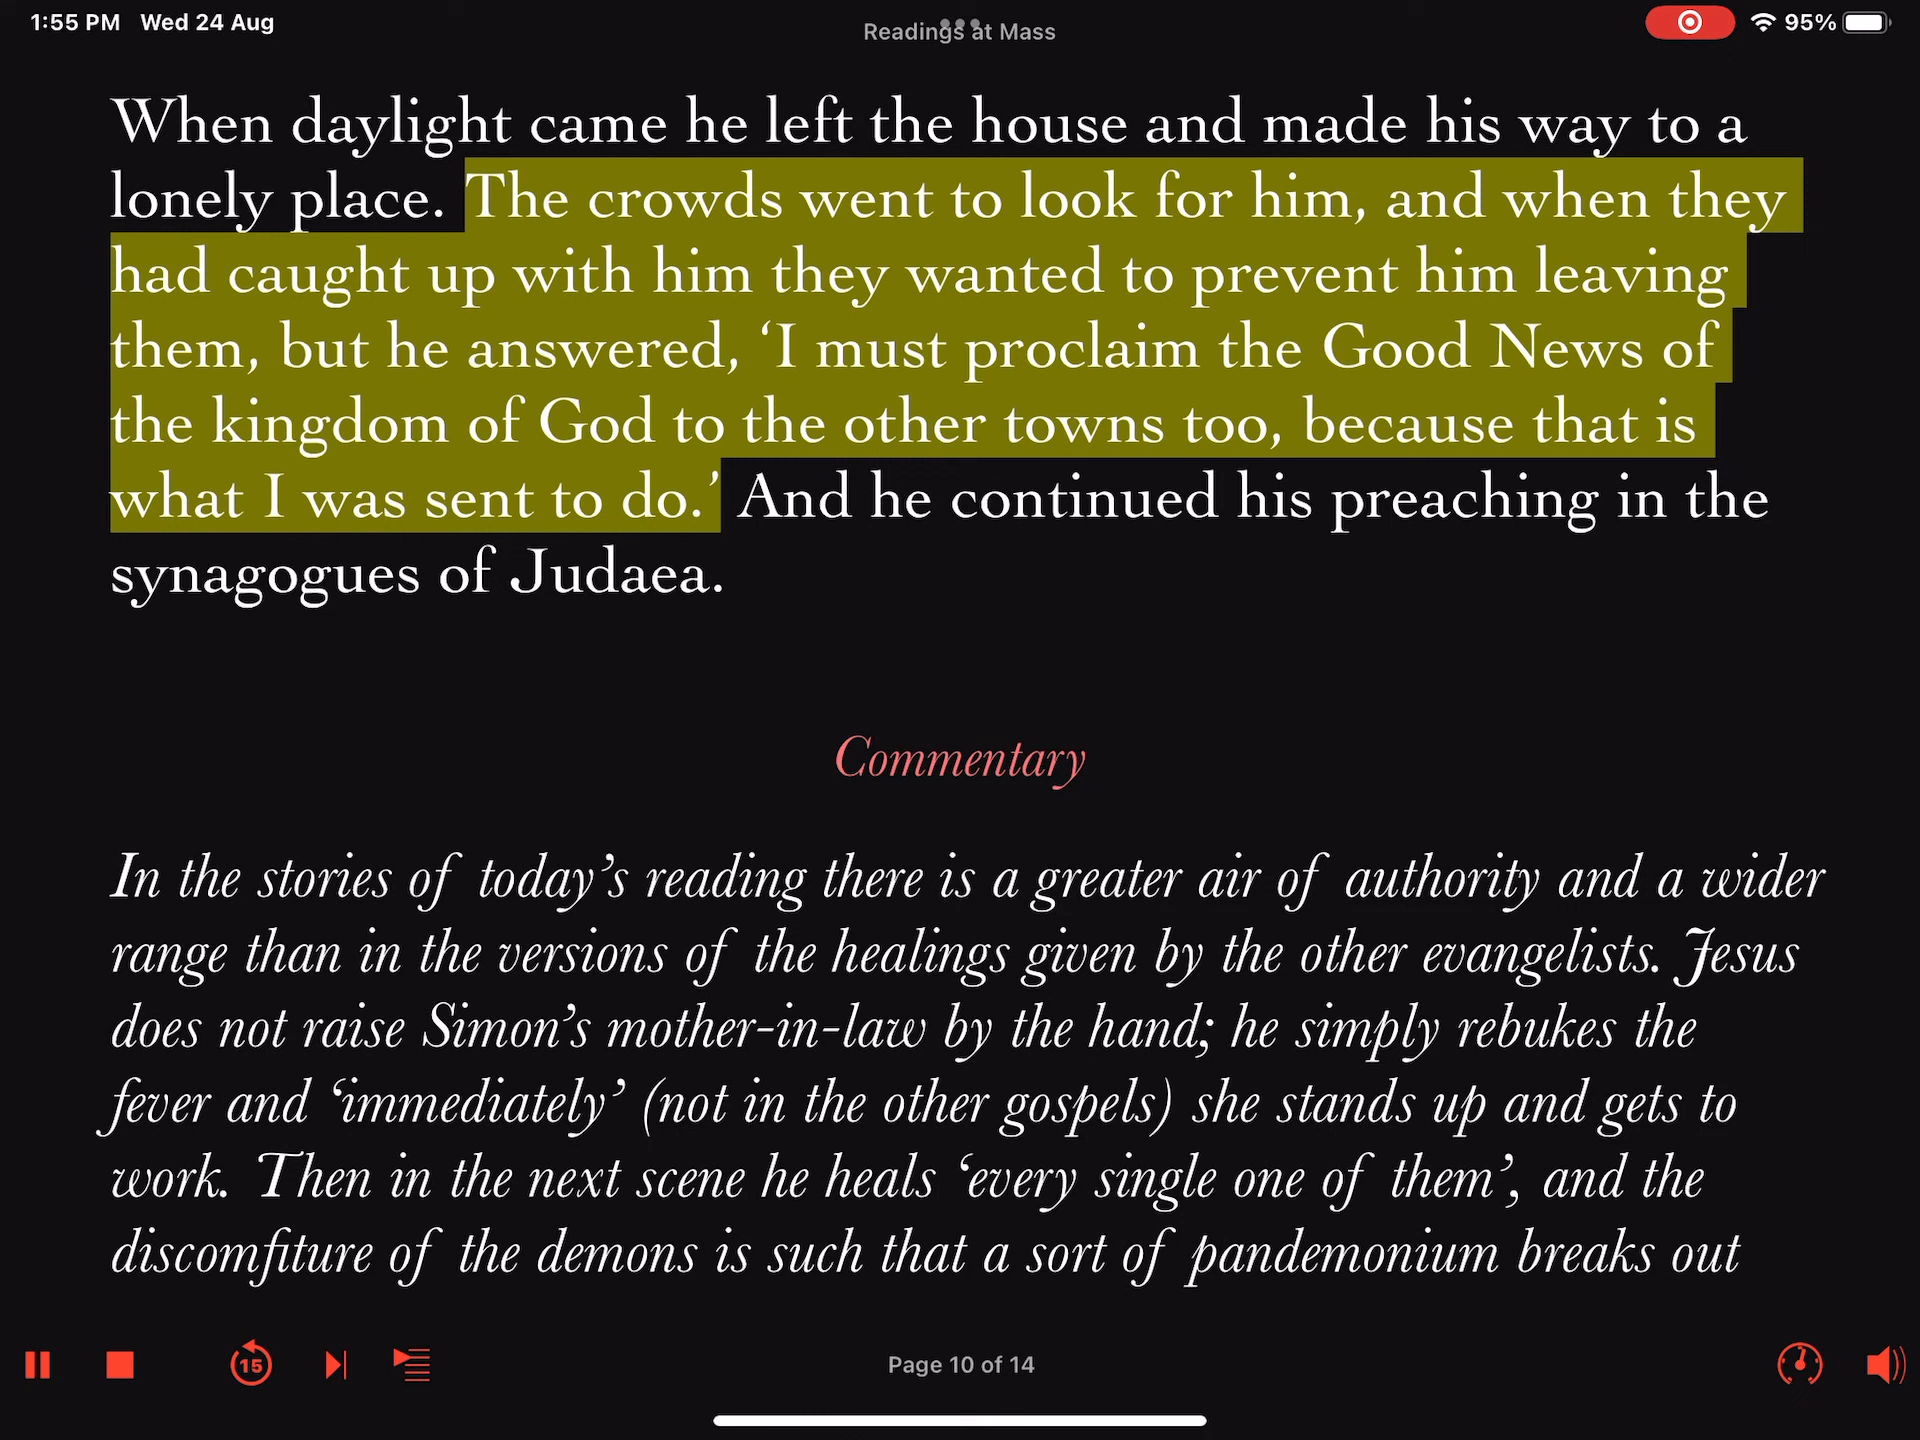 1:55 PM Wed 24 Aug
Readings at Mass
95%
When daylight came he left the house and made his way to a
lonely place. The crowds went to look for him, and when they
had caught up with him they wanted to prevent him leaving
them, but he answered, ‘I must proclaim the Good News of
the kingdom of God to the other towns too, because that is
what I was sent to do.’ And he continued his preaching in the
synagogues of Judaea.
Commentary
In the stories of today’s reading there is a greater air of authority and a wider
range than in the versions of the healings given by the other evangelists. Jesus
does not raise Simon’s mother-in-law by the hand; he simply rebukes the
fever and ‘immediately’ (not in the other gospels) she stands up and gets to
work. Then in the next scene he heals ‘every single one of them’, and the
discomfiture of the demons is such that a sort of pandemonium breaks out
15
Page 10 of 14